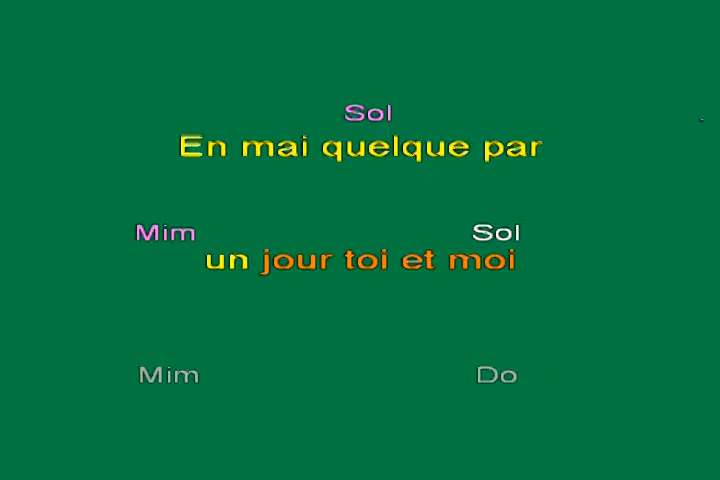 Sol
En mai quelque par
Mim Sol
un jour toi et moi
Mim Do